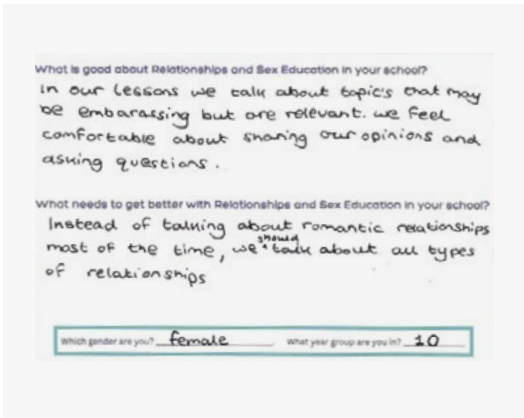 What is good about Relationships and Sex Education in your school?
In our lessons we talk about topics that may
be embarassing but are relevant. we feel
comfortable about sharing our opinions and
asking questions.
What needs to get better with Relationships and Sex Education in your school?
Instead of talking about romantic relationships
most of the time, we should talk about all types
of relationships
Which gender are you? female What year group are you in? 10